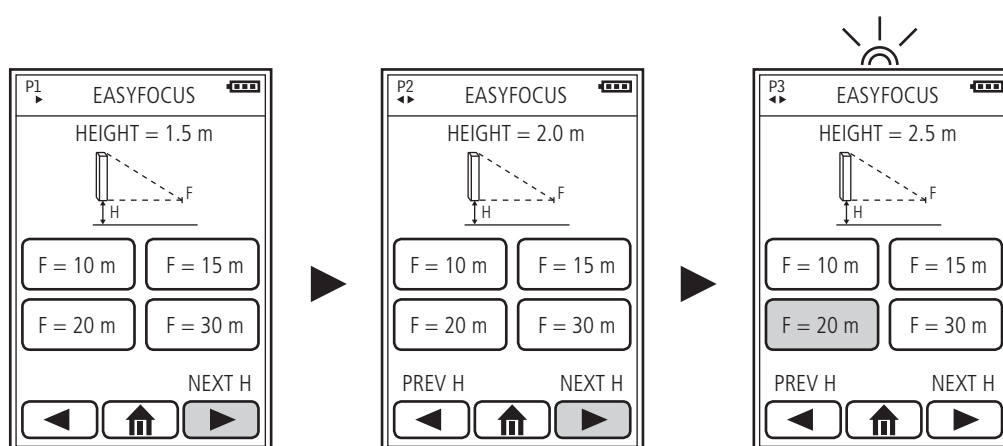 P1 EASYFOCUS
HEIGHT = 1.5 m
F
H
F = 10 m F = 15 m
F = 20 m F = 30 m
NEXT H
P2 EASYFOCUS
HEIGHT = 2.0 m
F
H
F = 10 m F = 15 m
F = 20 m F = 30 m
PREV H NEXT H
P3 EASYFOCUS
HEIGHT = 2.5 m
F
H
F = 10 m F = 15 m
F = 20 m F = 30 m
PREV H NEXT H